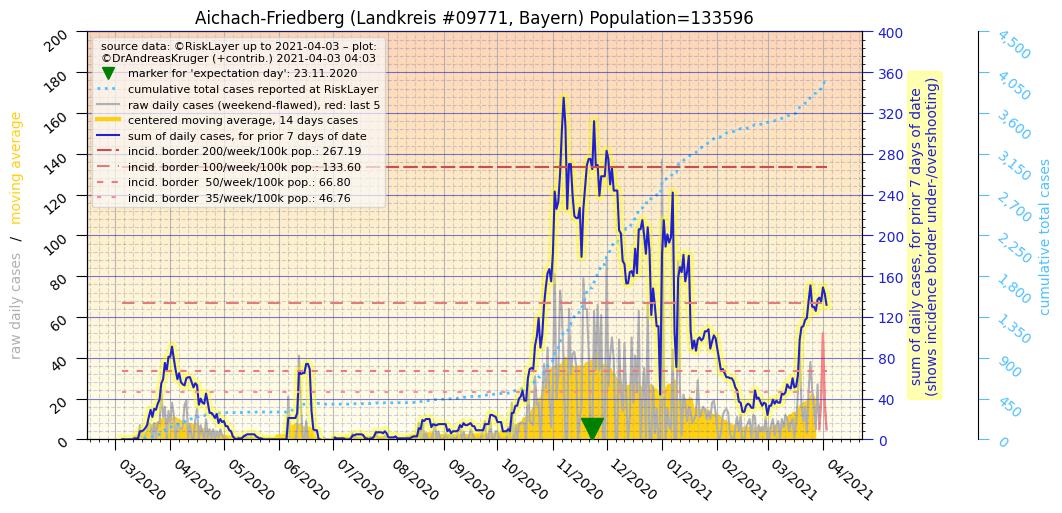 Aichach-Friedberg (Landkreis #09771, Bayern) Population=133596
source data: ©RiskLayer up to 2021-04-03 – plot:
©DrAndreasKruger (+contrib.) 2021-04-03 04:03
marker for 'expectation day': 23.11.2020
cumulative total cases reported at RiskLayer
raw daily cases (weekend-flawed), red: last 5
centered moving average, 14 days cases
sum of daily cases, for prior 7 days of date
incid. border 200/week/100k pop.: 267.19
incid. border 100/week/100k pop.: 133.60
incid. border  50/week/100k pop.: 66.80
incid. border  35/week/100k pop.: 46.76
raw daily cases  /  moving average
200
180
160
140
120
100
80
60
40
20
0
03/2020
04/2020
05/2020
06/2020
07/2020
08/2020
09/2020
10/2020
11/2020
12/2020
01/2021
02/2021
03/2021
04/2021
400
360
320
280
240
200
160
120
80
40
0
sum of daily cases, for prior 7 days of date
(shows incidence border under-/overshooting)
4,500
4,050
3,600
3,150
2,700
2,250
1,800
1,350
900
450
0
cumulative total cases